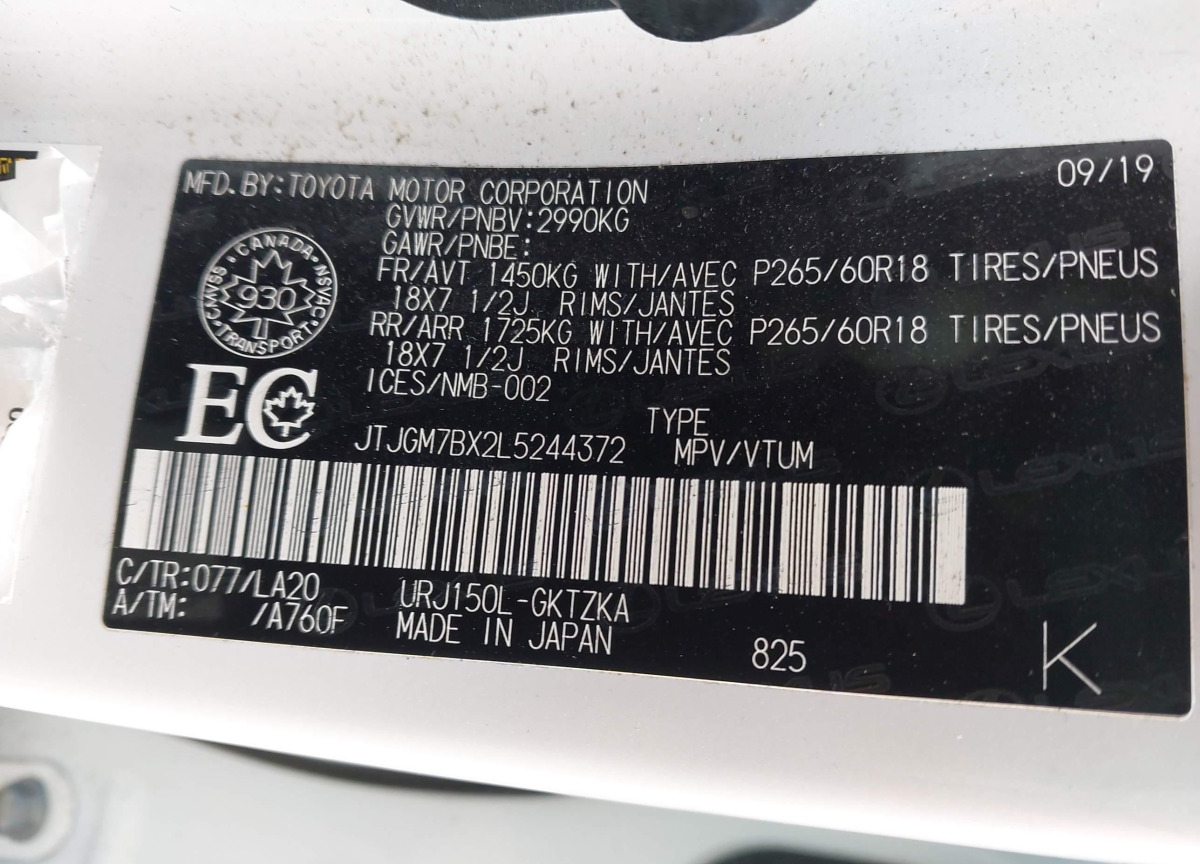 MFD. BY: TOYOTA MOTOR CORPORATION 09/19
GVWR/PNBV: 2990KG
GAWR/PNBE:
FR/AVT 1450KG WITH/AVEC P265/60R18 TIRES/PNEUS
18X7 1/2J RIMS/JANTES
RR/ARR 1725KG WITH/AVEC P265/60R18 TIRES/PNEUS
18X7 1/2J RIMS/JANTES
ICES/NMB-002
CANADA
CMVSS 930 NSVAC
TRANSPORT
EC
TYPE
JTJGM7BX2L5244372 MPV/VTUM
C/TR: 077/LA20 URJ150L-GKTZKA
A/TM: /A760F MADE IN JAPAN 825 K
LEXUS